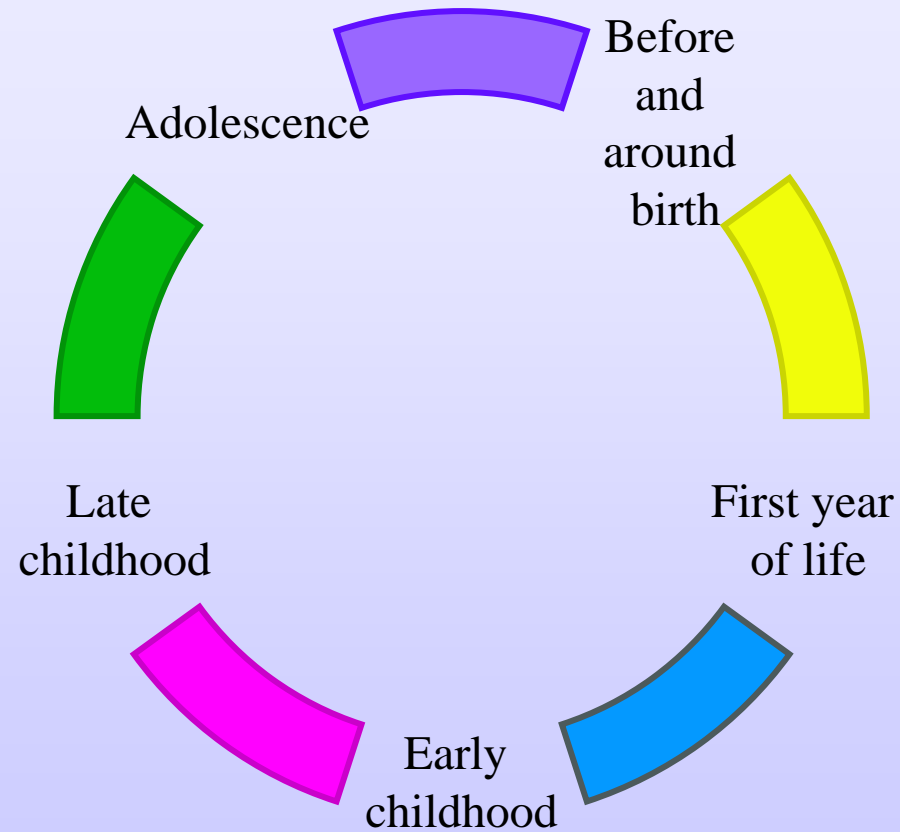 Before
and
around
birth
Adolescence
Late
childhood
First year
of life
Early
childhood